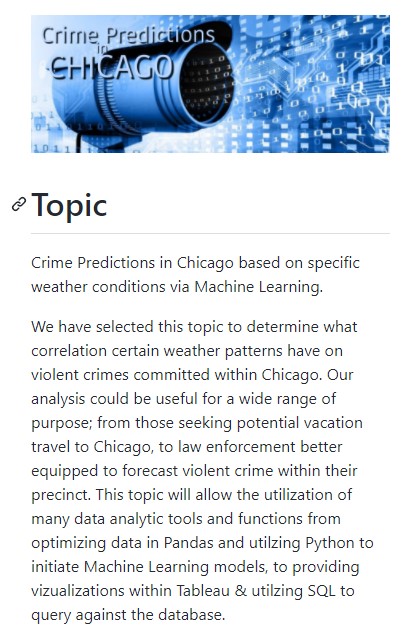 Crime Predictions
in
CHICAGO
Topic
Crime Predictions in Chicago based on specific
weather conditions via Machine Learning.
We have selected this topic to determine what
correlation certain weather patterns have on
violent crimes committed within Chicago. Our
analysis could be useful for a wide range of
purpose; from those seeking potential vacation
travel to Chicago, to law enforcement better
equipped to forecast violent crime within their
precinct. This topic will allow the utilization of
many data analytic tools and functions from
optimizing data in Pandas and utilzing Python to
initiate Machine Learning models, to providing
vizualizations within Tableau & utilzing SQL to
query against the database.